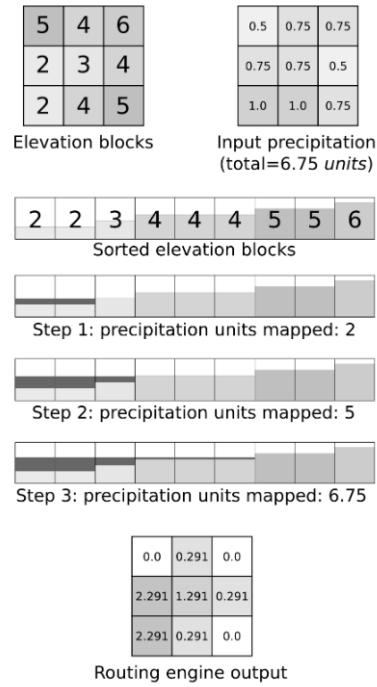 5 4 6
2 3 4
2 4 5
Elevation blocks
0.5 0.75 0.75
0.75 0.75 0.5
1.0 1.0 0.75
Input precipitation
(total=6.75 units)
2 2 3 4 4 4 5 5 6
Sorted elevation blocks
Step 1: precipitation units mapped: 2
Step 2: precipitation units mapped: 5
Step 3: precipitation units mapped: 6.75
0.0 0.291 0.0
2.291 1.291 0.291
2.291 0.291 0.0
Routing engine output